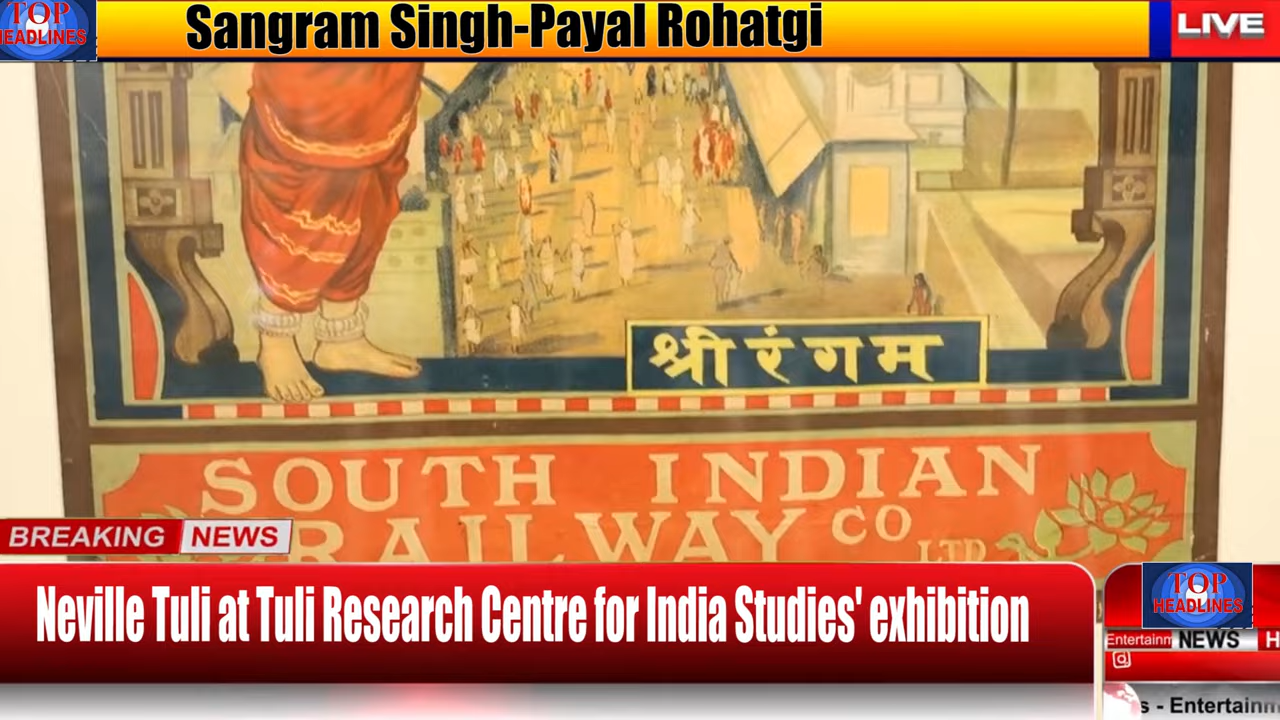 TOP
HEADLINES
Sangram Singh-Payal Rohatgi
LIVE
श्रीरंगम
SOUTH INDIAN
RAILWAY CO
LTD
BREAKING NEWS
Neville Tuli at Tuli Research Centre for India Studies' exhibition
TOP
HEADLINES
Entertainm NEWS H
s - Entertainm